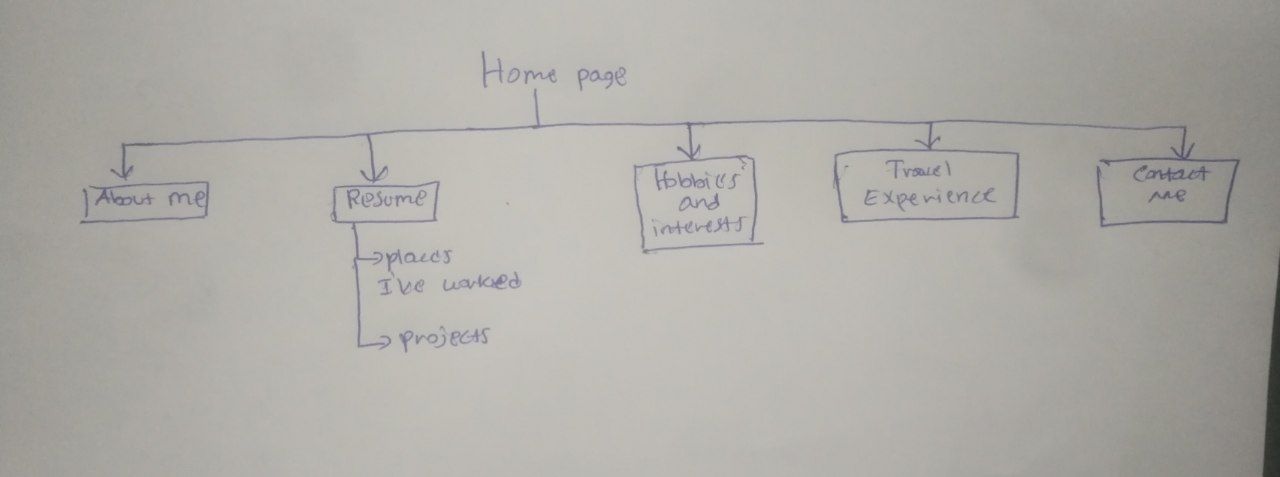 Home page
About me
Resume
Hobbies
and
interests
Travel
Experience
Contact
me
places
I've worked
projects